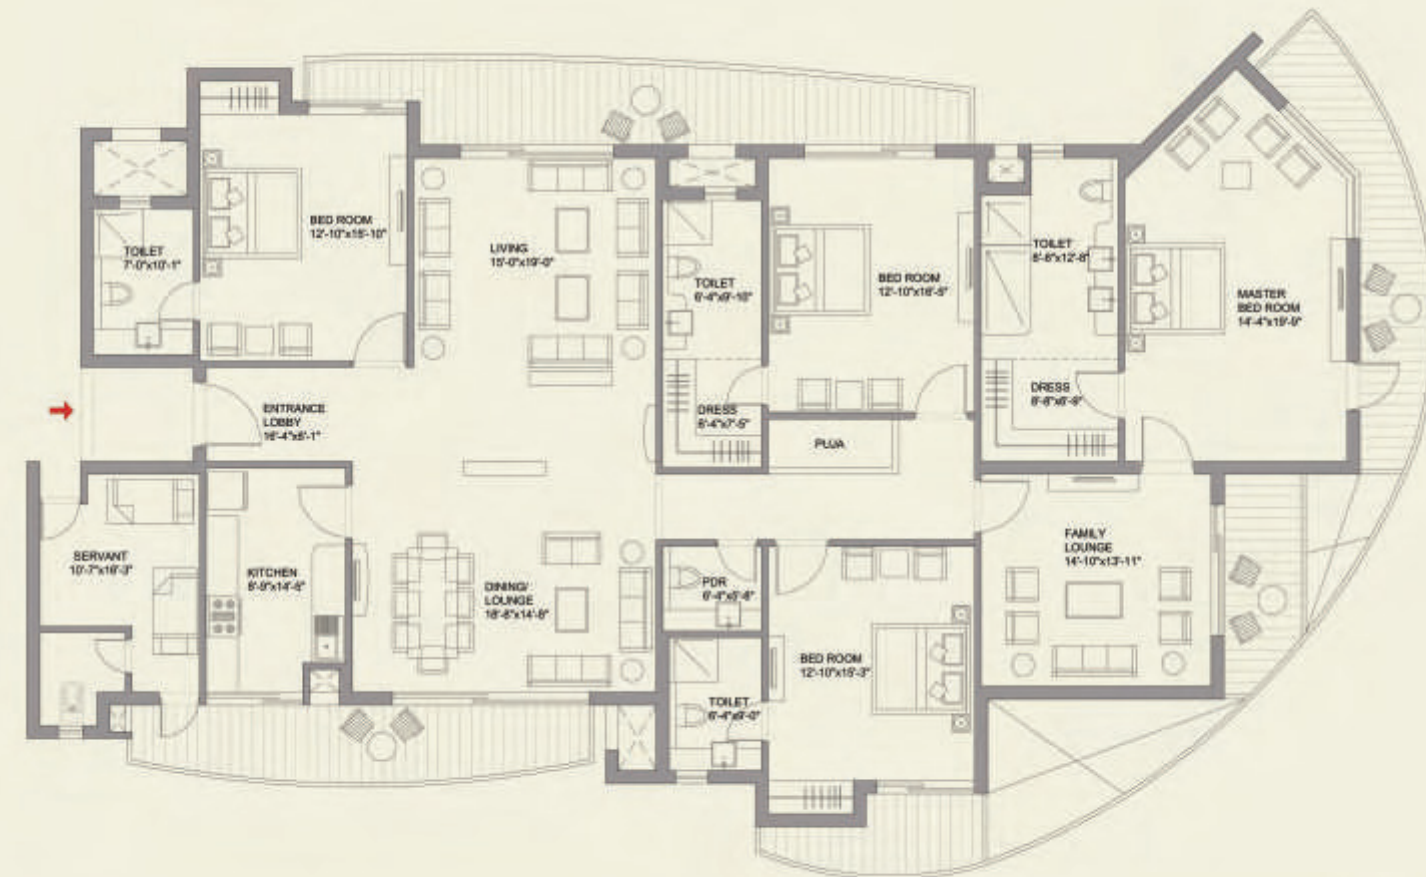 BED ROOM
12'-10"x15'-10"
TOILET
7'-0"x10'-1"
LIVING
15'-0"x19'-0"
TOILET
6'-4"x9'-10"
BED ROOM
12'-10"x16'-5"
TOILET
8'-8"x12'-8"
MASTER
BED ROOM
14'-4"x19'-9"
ENTRANCE
LOBBY
16'-4"x6'-1"
DRESS
6'-4"x7'-5"
PUJA
DRESS
8'-8"x6'-9"
SERVANT
10'-7"x16'-3"
KITCHEN
8'-9"x14'-5"
DINING/
LOUNGE
18'-8"x14'-8"
PDR
6'-4"x5'-8"
FAMILY
LOUNGE
14'-10"x13'-11"
BED ROOM
12'-10"x15'-3"
TOILET
6'-4"x9'-0"